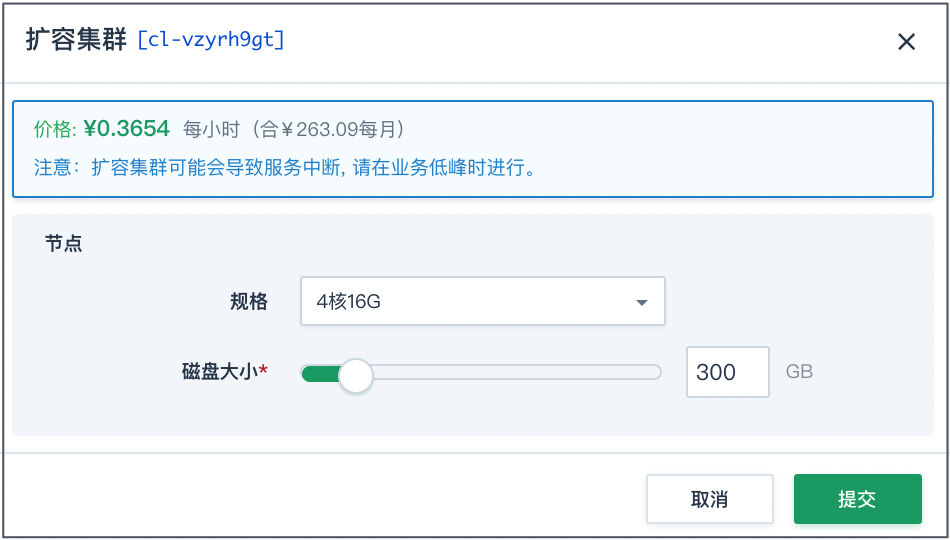 扩容集群 [cl-vzyrh9gt]
价格: ¥0.3654 每小时（合￥263.09每月）
注意：扩容集群可能会导致服务中断, 请在业务低峰时进行。
节点
规格 4核16G
磁盘大小* 300 GB
取消 提交